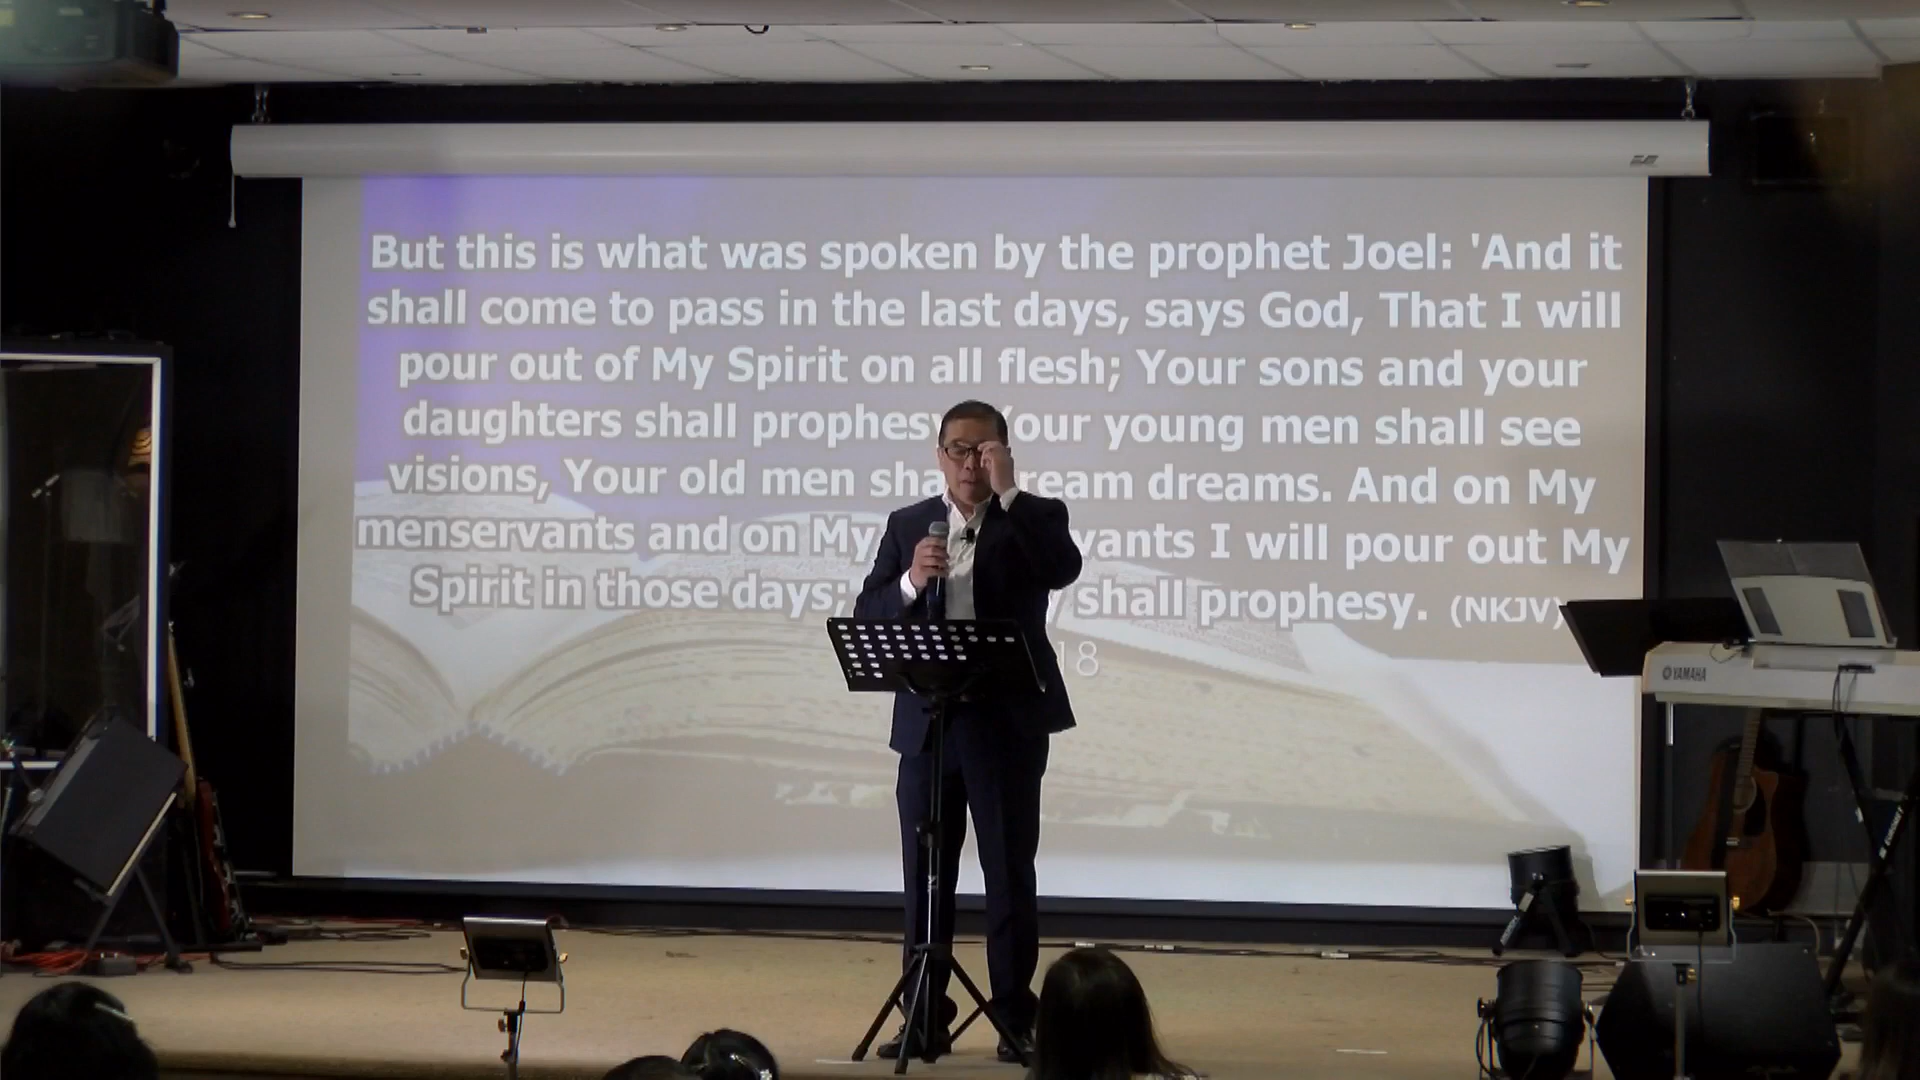 But this is what was spoken by the prophet Joel: 'And it
shall come to pass in the last days, says God, That I will
pour out of My Spirit on all flesh; Your sons and your
daughters shall prophesy, Your young men shall see
visions, Your old men shall dream dreams. And on My
menservants and on My vants I will pour out My
Spirit in those days; shall prophesy. (NKJV)
18
YAMAHA